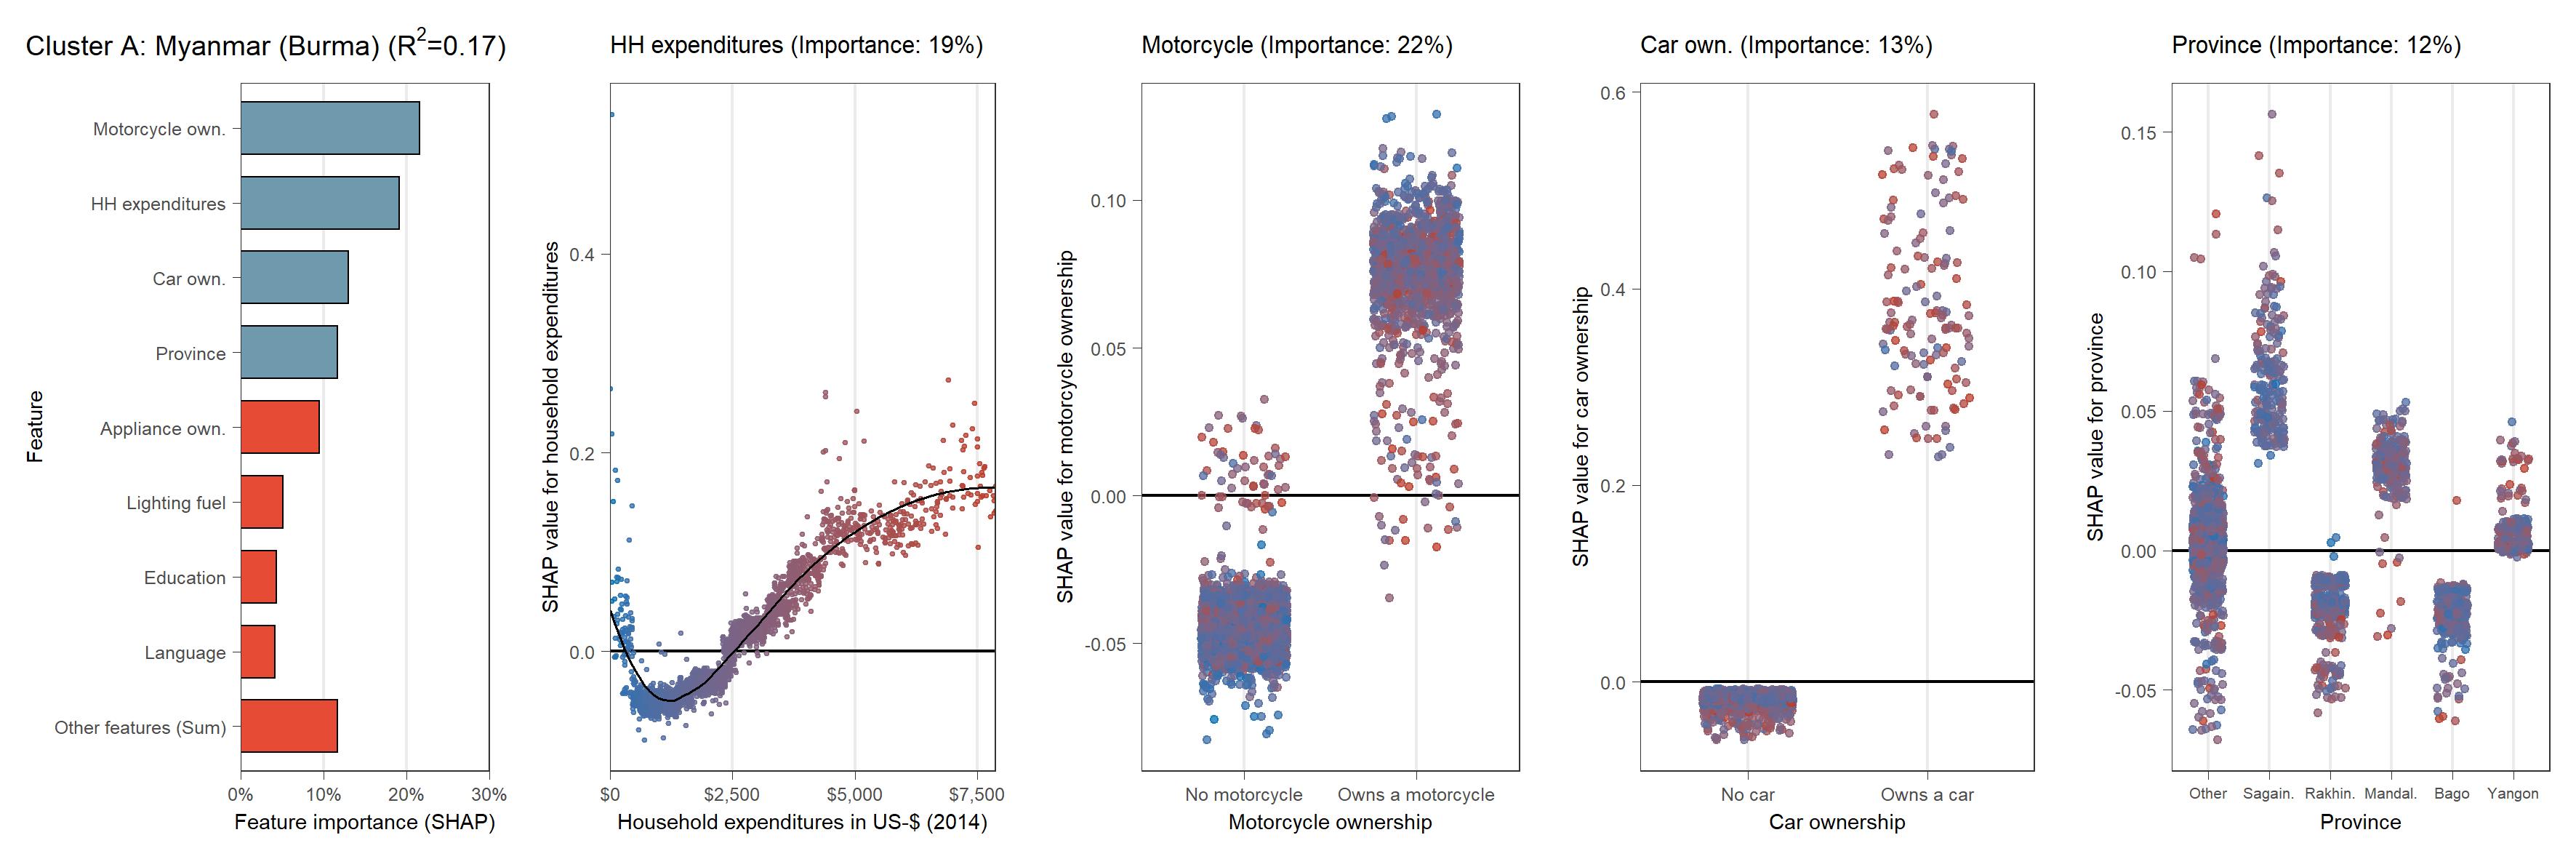 Cluster A: Myanmar (Burma) (R²=0.17)
Feature
Motorcycle own.
HH expenditures
Car own.
Province
Appliance own.
Lighting fuel
Education
Language
Other features (Sum)
0% 10% 20% 30%
Feature importance (SHAP)
HH expenditures (Importance: 19%)
SHAP value for household expenditures
0.4
0.2
0.0
$0 $2,500 $5,000 $7,500
Household expenditures in US-$ (2014)
Motorcycle (Importance: 22%)
SHAP value for motorcycle ownership
0.10
0.05
0.00
-0.05
No motorcycle Owns a motorcycle
Motorcycle ownership
Car own. (Importance: 13%)
SHAP value for car ownership
0.6
0.4
0.2
0.0
No car Owns a car
Car ownership
Province (Importance: 12%)
SHAP value for province
0.15
0.10
0.05
0.00
-0.05
Other Sagain. Rakhin. Mandal. Bago Yangon
Province